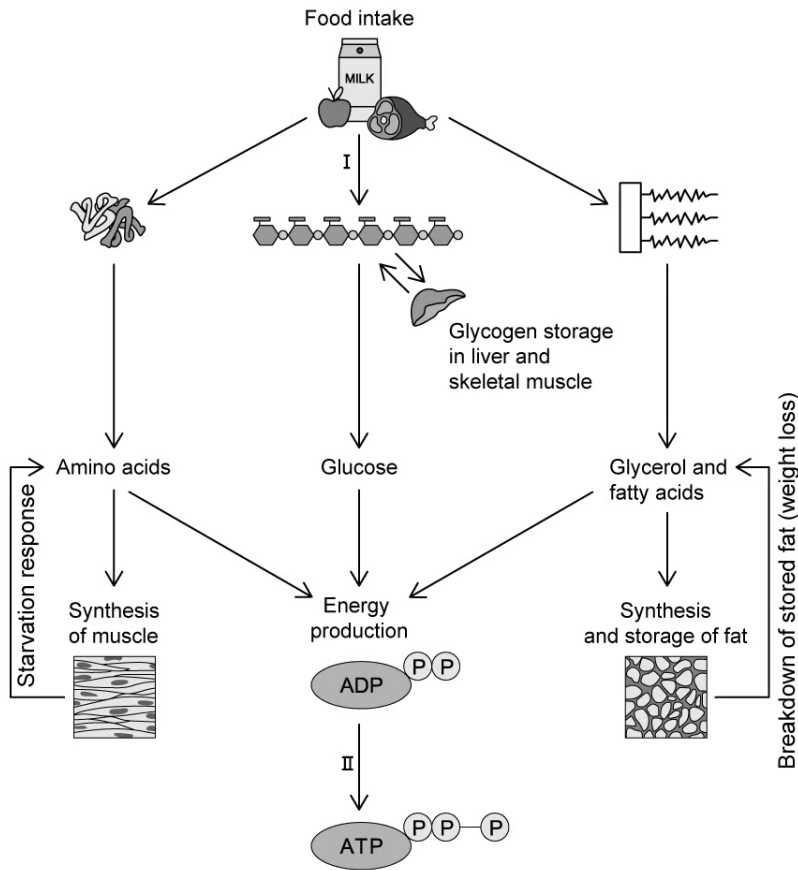 Food intake
MILK
I
Glycogen storage
in liver and
skeletal muscle
Amino acids
Glucose
Glycerol and
fatty acids
Starvation response
Breakdown of stored fat (weight loss)
Synthesis
of muscle
Energy
production
Synthesis
and storage of fat
ADP
P P
II
ATP
P P P